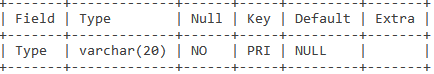 +-------+-------------+------+-----+---------+-------+
| Field | Type        | Null | Key | Default | Extra |
+-------+-------------+------+-----+---------+-------+
| Type  | varchar(20) | NO   | PRI | NULL    |       |
+-------+-------------+------+-----+---------+-------+